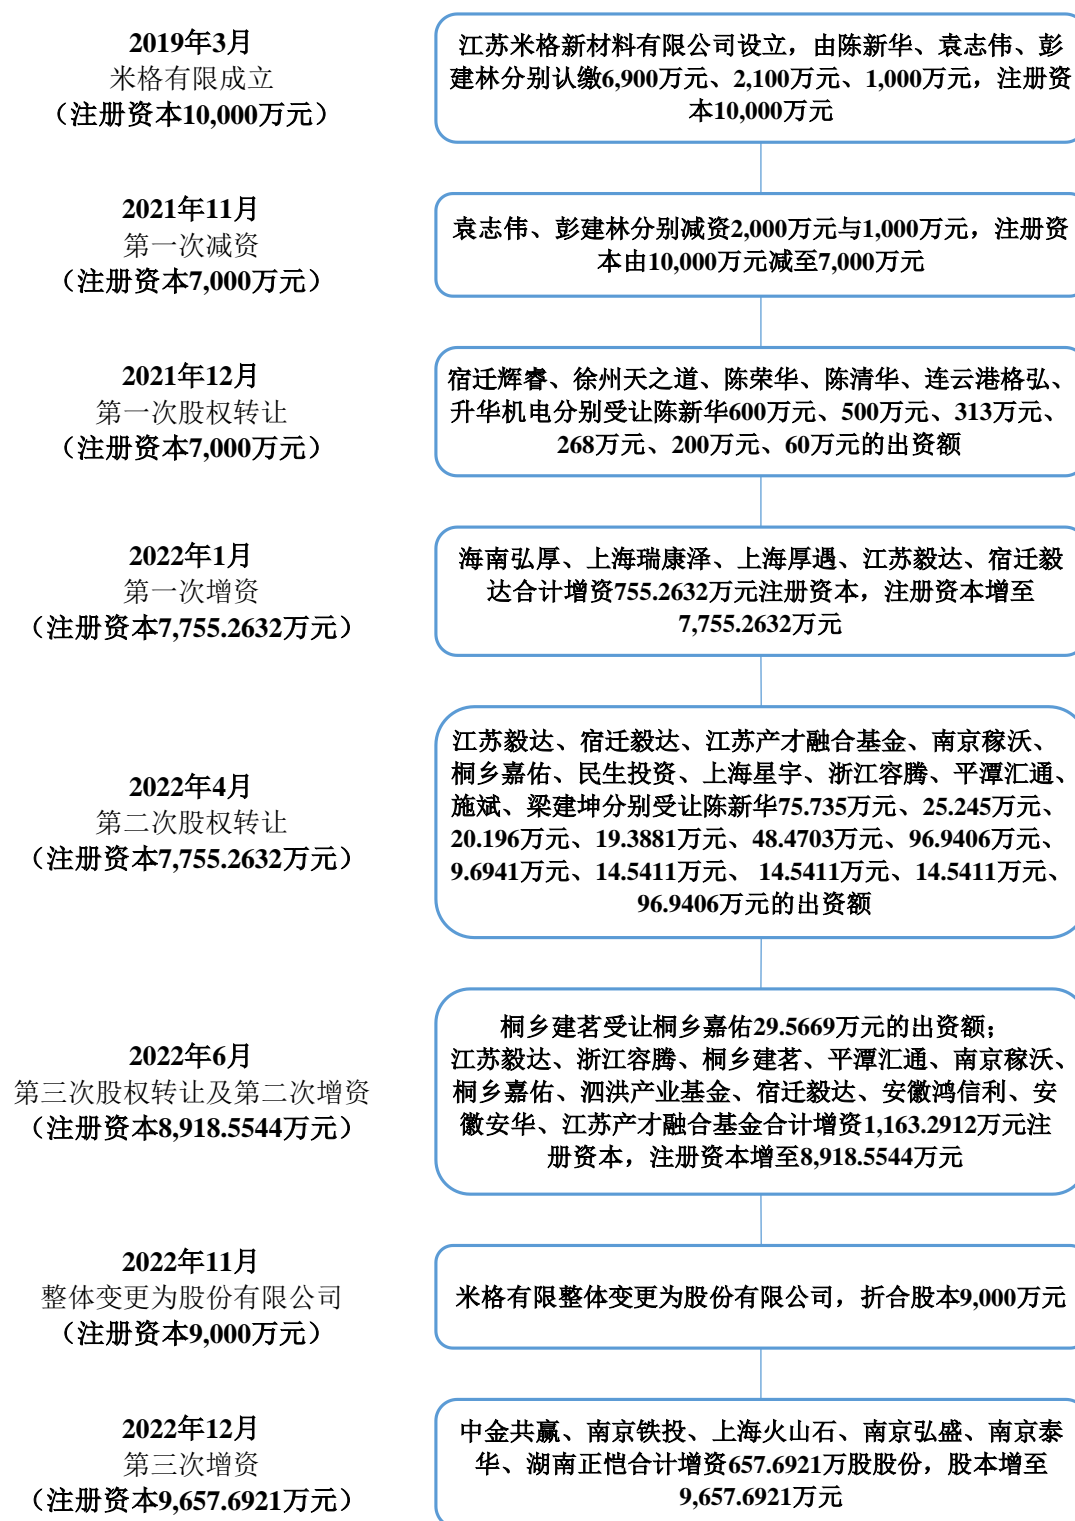 2019年3月
米格有限成立
（注册资本10,000万元）
江苏米格新材料有限公司设立，由陈新华、袁志伟、彭
建林分别认缴6,900万元、2,100万元、1,000万元，注册资
本10,000万元
2021年11月
第一次减资
（注册资本7,000万元）
袁志伟、彭建林分别减资2,000万元与1,000万元，注册资
本由10,000万元减至7,000万元
2021年12月
第一次股权转让
（注册资本7,000万元）
宿迁辉睿、徐州天之道、陈荣华、陈清华、连云港格弘、
升华机电分别受让陈新华600万元、500万元、313万元、
268万元、200万元、60万元的出资额
2022年1月
第一次增资
（注册资本7,755.2632万元）
海南弘厚、上海瑞康泽、上海厚遇、江苏毅达、宿迁毅
达合计增资755.2632万元注册资本，注册资本增至
7,755.2632万元
2022年4月
第二次股权转让
（注册资本7,755.2632万元）
江苏毅达、宿迁毅达、江苏产才融合基金、南京稼沃、
桐乡嘉佑、民生投资、上海星宇、浙江容腾、平潭汇通、
施斌、梁建坤分别受让陈新华75.735万元、25.245万元、
20.196万元、19.3881万元、48.4703万元、96.9406万元、
9.6941万元、14.5411万元、 14.5411万元、14.5411万元、
96.9406万元的出资额
2022年6月
第三次股权转让及第二次增资
（注册资本8,918.5544万元）
桐乡建茗受让桐乡嘉佑29.5669万元的出资额；
江苏毅达、浙江容腾、桐乡建茗、平潭汇通、南京稼沃、
桐乡嘉佑、泗洪产业基金、宿迁毅达、安徽鸿信利、安
徽安华、江苏产才融合基金合计增资1,163.2912万元注
册资本，注册资本增至8,918.5544万元
2022年11月
整体变更为股份有限公司
（注册资本9,000万元）
米格有限整体变更为股份有限公司，折合股本9,000万元
2022年12月
第三次增资
（注册资本9,657.6921万元）
中金共赢、南京铁投、上海火山石、南京弘盛、南京泰
华、湖南正恺合计增资657.6921万股股份，股本增至
9,657.6921万元